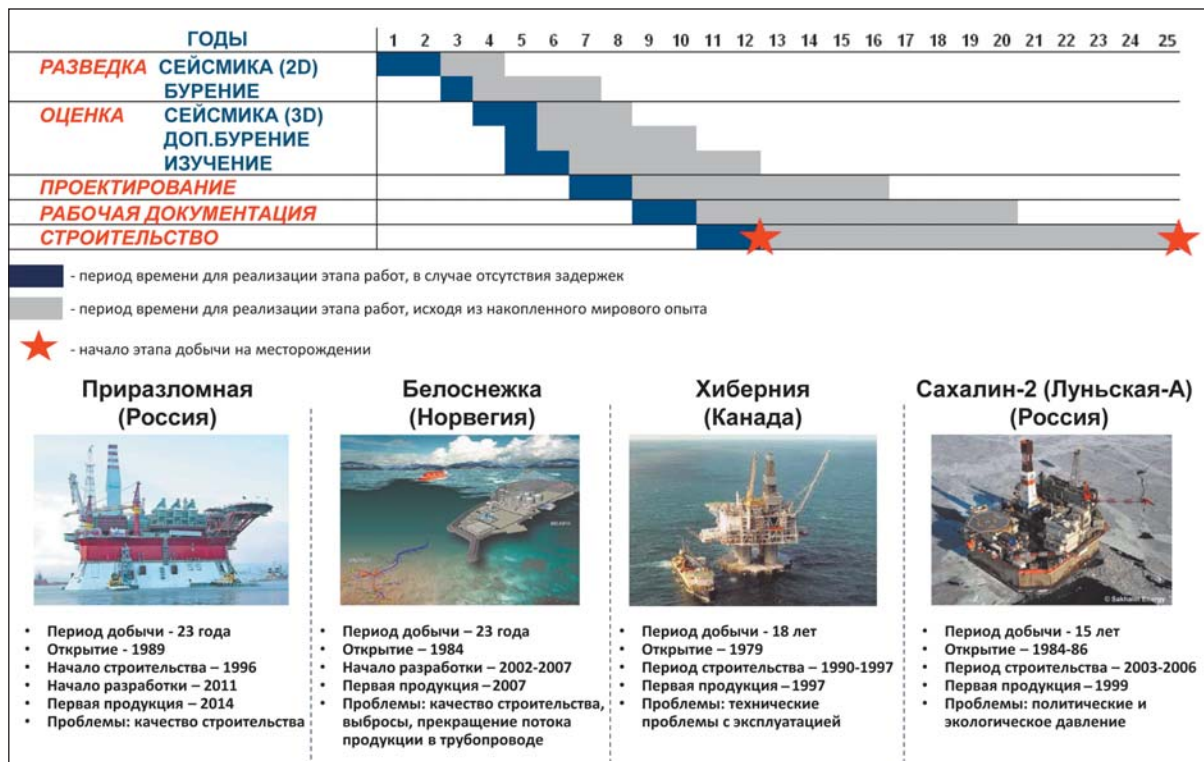 ГОДЫ 1 2 3 4 5 6 7 8 9 10 11 12 13 14 15 16 17 18 19 20 21 22 23 24 25
РАЗВЕДКА СЕЙСМИКА (2D)
БУРЕНИЕ
ОЦЕНКА СЕЙСМИКА (3D)
ДОП.БУРЕНИЕ
ИЗУЧЕНИЕ
ПРОЕКТИРОВАНИЕ
РАБОЧАЯ ДОКУМЕНТАЦИЯ
СТРОИТЕЛЬСТВО
- период времени для реализации этапа работ, в случае отсутствия задержек
- период времени для реализации этапа работ, исходя из накопленного мирового опыта
- начало этапа добычи на месторождении
Приразломная
(Россия)
• Период добычи - 23 года
• Открытие - 1989
• Начало строительства – 1996
• Начало разработки – 2011
• Первая продукция – 2014
• Проблемы: качество строительства
Белоснежка
(Норвегия)
• Период добычи – 23 года
• Открытие – 1984
• Начало разработки – 2002-2007
• Первая продукция – 2007
• Проблемы: качество строительства,
выбросы, прекращение потока
продукции в трубопроводе
Хиберния
(Канада)
• Период добычи - 18 лет
• Открытие – 1979
• Период строительства – 1990-1997
• Первая продукция – 1997
• Проблемы: технические
проблемы с эксплуатацией
Сахалин-2 (Луньская-А)
(Россия)
© Sakhalin Energy
• Период добычи - 15 лет
• Открытие – 1984-86
• Период строительства – 2003-2006
• Первая продукция – 1999
• Проблемы: политические и
экологическое давление